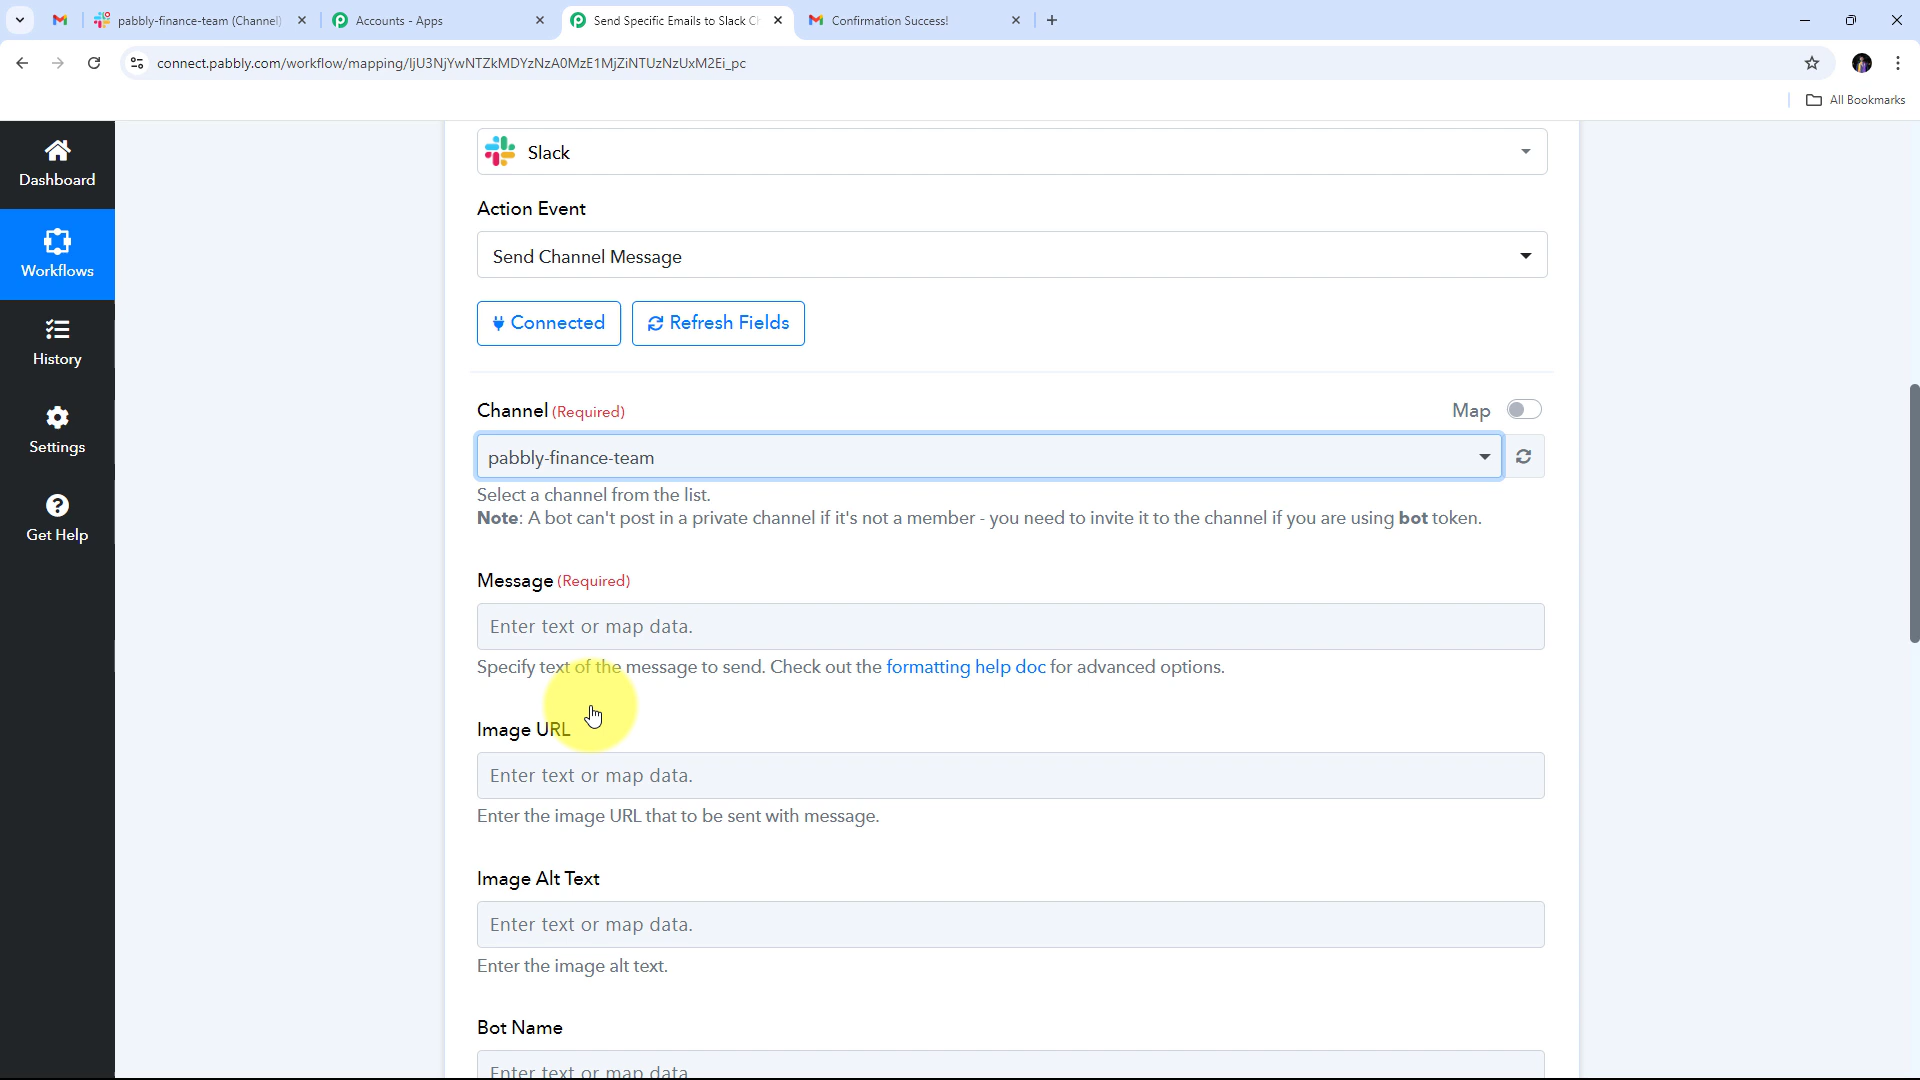 pabbly-finance-team (Channel)
Accounts - Apps
Send Specific Emails to Slack Ch
Confirmation Success!
connect.pabbly.com/workflow/mapping/IjU3NjYwNTZkMDYzNzA0MzE1MjZiNTUzNzUxM2Ei_pc
All Bookmarks
Dashboard
Workflows
History
Settings
Get Help
Slack
Action Event
Send Channel Message
Connected
Refresh Fields
Channel (Required)
Map
pabbly-finance-team
Select a channel from the list.
Note: A bot can't post in a private channel if it's not a member - you need to invite it to the channel if you are using bot token.
Message (Required)
Enter text or map data.
Specify text of the message to send. Check out the formatting help doc for advanced options.
Image URL
Enter text or map data.
Enter the image URL that to be sent with message.
Image Alt Text
Enter text or map data.
Enter the image alt text.
Bot Name
Enter text or map data.